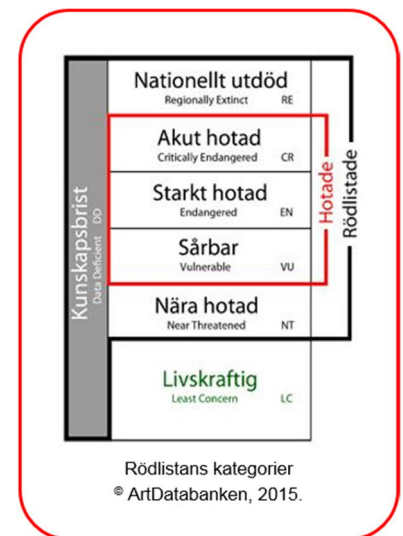 Nationellt utdöd
Regionally Extinct RE
Akut hotad
Critically Endangered CR
Starkt hotad
Endangered EN
Sårbar
Vulnerable VU
Nära hotad
Near Threatened NT
Livskraftig
Least Concern LC
Kunskapsbrist
Data Deficient DD
Hotade
Rödlistade
Rödlistans kategorier
© ArtDatabanken, 2015.